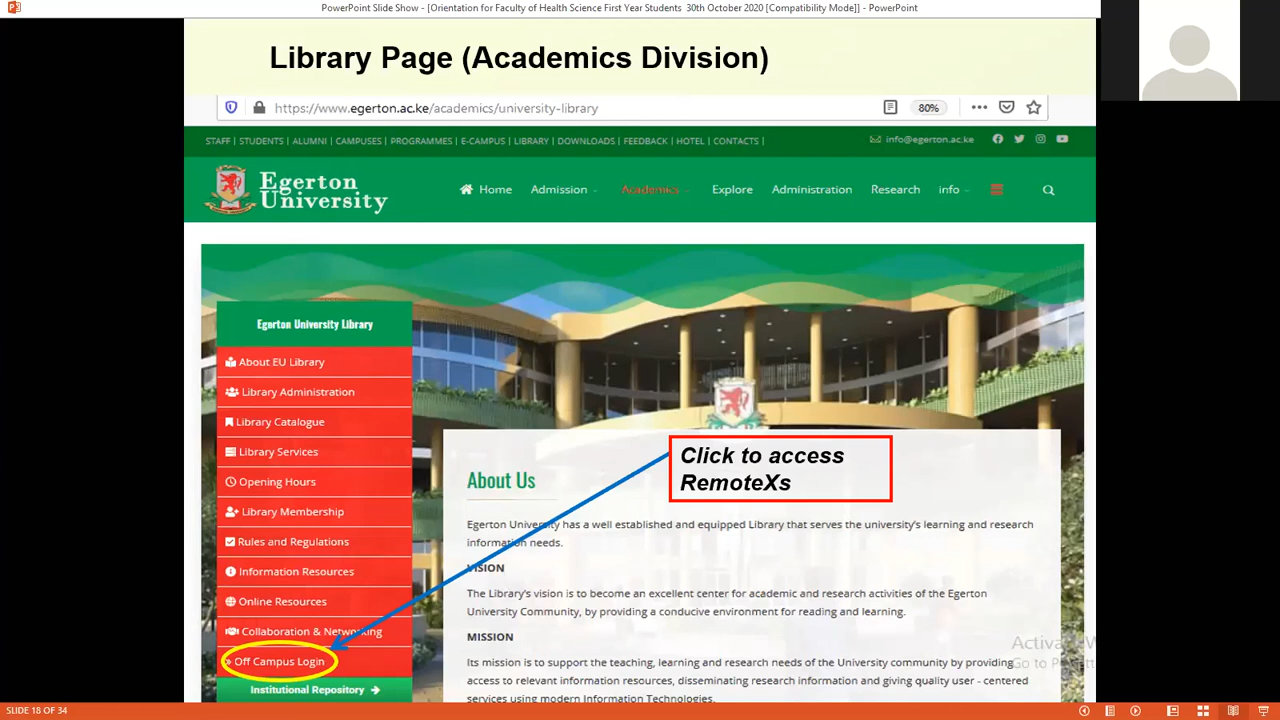 PowerPoint Slide Show - [Orientation for Faculty of Health Science First Year Students 30th October 2020 [Compatibility Mode]] - PowerPoint
Library Page (Academics Division)
https://www.egerton.ac.ke/academics/university-library
80%
STAFF | STUDENTS | ALUMNI | CAMPUSES | PROGRAMMES | E-CAMPUS | LIBRARY | DOWNLOADS | FEEDBACK | HOTEL | CONTACTS |
info@egerton.ac.ke
Egerton
University
Home
Admission
Academics
Explore
Administration
Research
info
Egerton University Library
About EU Library
Library Administration
Library Catalogue
Library Services
Opening Hours
Library Membership
Rules and Regulations
Information Resources
Online Resources
Collaboration & Networking
Off Campus Login
Institutional Repository
Click to access
RemoteXs
About Us
Egerton University has a well established and equipped Library that serves the university's learning and research
information needs.
VISION
The Library's vision is to become an excellent center for academic and research activities of the Egerton
University Community, by providing a conducive environment for reading and learning.
MISSION
Its mission is to support the teaching, learning and research needs of the University community by providing
access to relevant information resources, disseminating research information and giving quality user - centered
services using modern Information Technologies.
SLIDE 18 OF 34